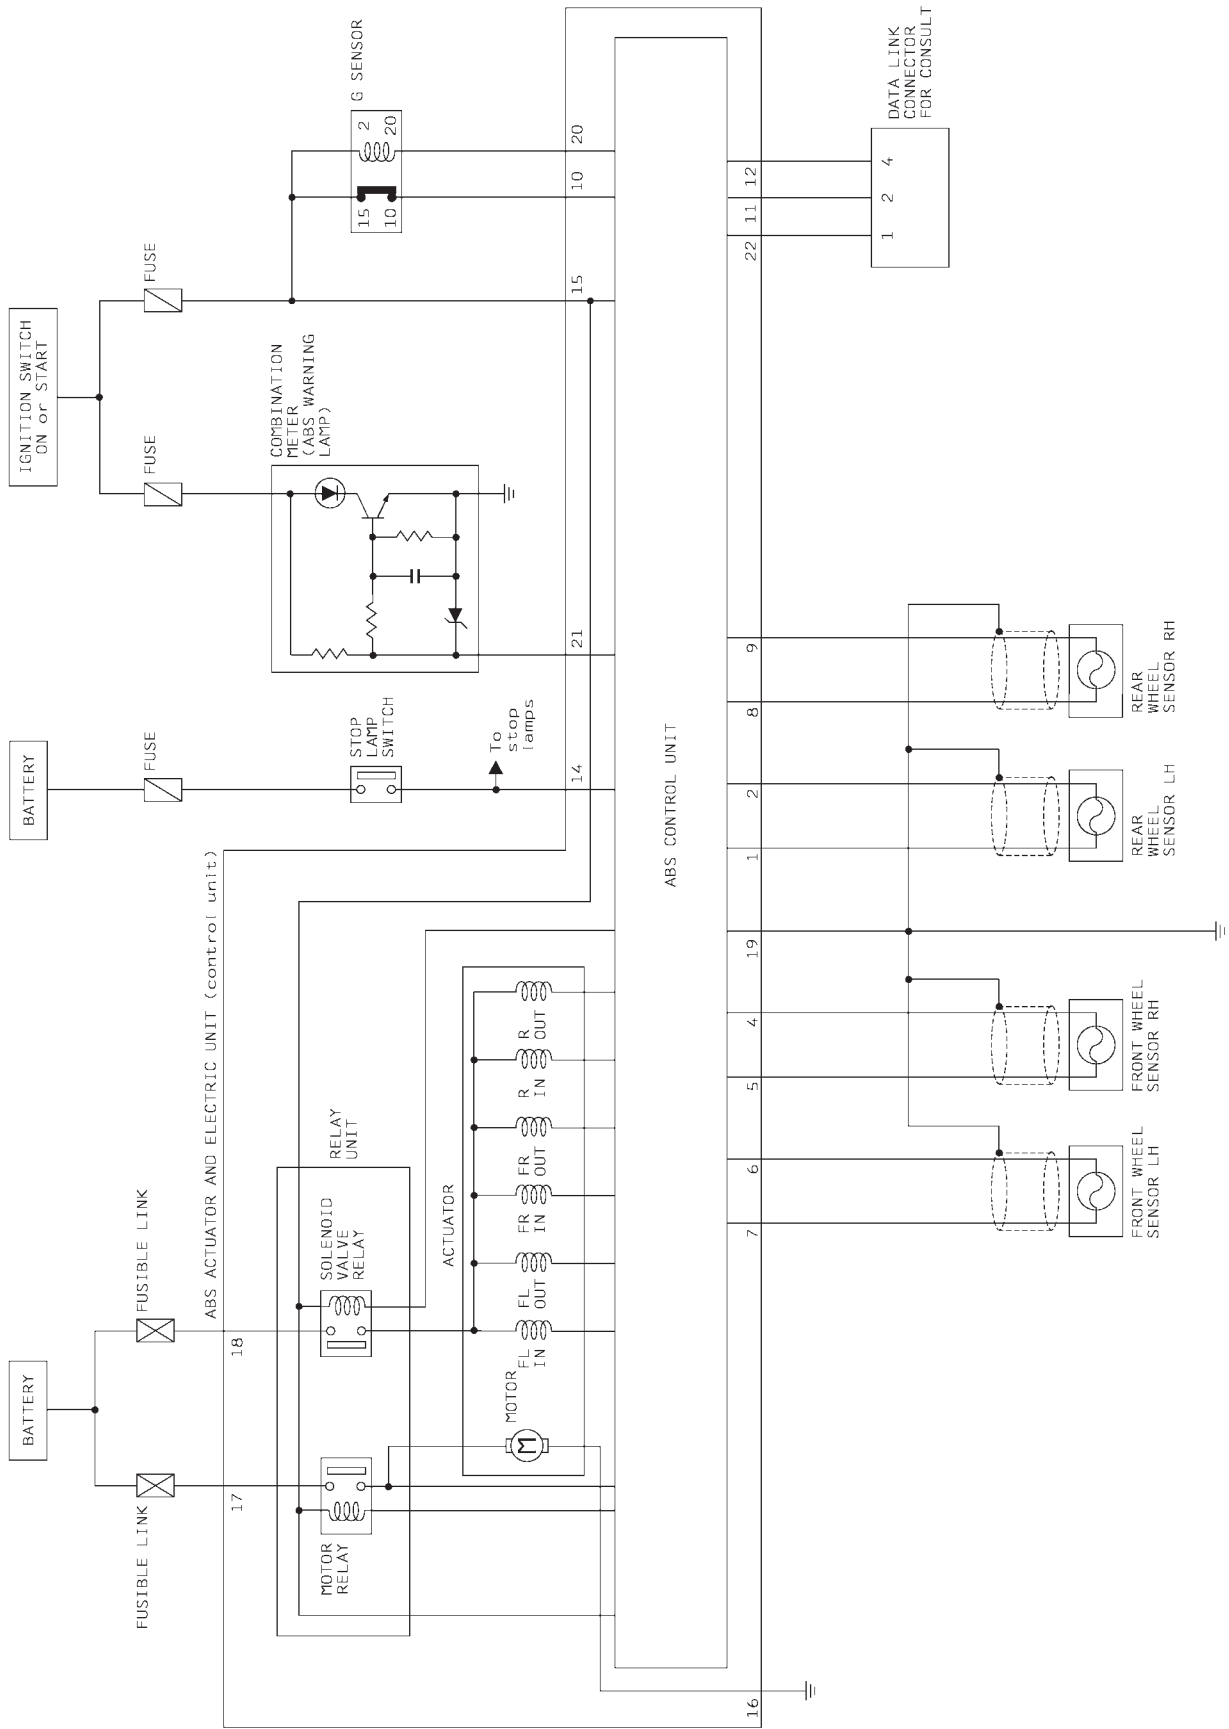 BATTERY
BATTERY
IGNITION SWITCH
ON or START
FUSIBLE LINK
FUSIBLE LINK
FUSE
FUSE
FUSE
17
18
ABS ACTUATOR AND ELECTRIC UNIT (control unit)
MOTOR
RELAY
SOLENOID
VALVE
RELAY
RELAY
UNIT
STOP
LAMP
SWITCH
COMBINATION
METER
(ABS WARNING
LAMP)
G SENSOR
15
10
2
20
ACTUATOR
To
stop
lamps
MOTOR
M
FL
IN
FL
OUT
FR
IN
FR
OUT
R
IN
R
OUT
14
21
15
10
20
ABS CONTROL UNIT
16
7
6
5
4
19
1
2
8
9
22
11
12
1
2
4
DATA LINK
CONNECTOR
FOR CONSULT
FRONT WHEEL
SENSOR LH
FRONT WHEEL
SENSOR RH
REAR
WHEEL
SENSOR LH
REAR
WHEEL
SENSOR RH